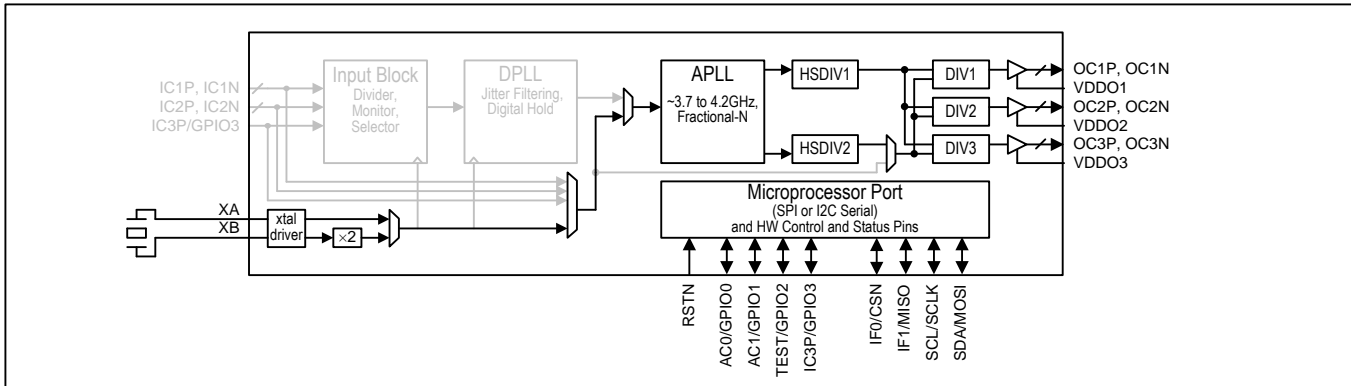 IC1P, IC1N
IC2P, IC2N
IC3P/GPIO3
Input Block
Divider,
Monitor,
Selector
DPLL
Jitter Filtering,
Digital Hold
APLL
~3.7 to 4.2GHz,
Fractional-N
HSDIV1
HSDIV2
DIV1
DIV2
DIV3
OC1P, OC1N
VDDO1
OC2P, OC2N
VDDO2
OC3P, OC3N
VDDO3
XA
XB
xtal
driver
×2
Microprocessor Port
(SPI or I2C Serial)
and HW Control and Status Pins
RSTN
AC0/GPIO0
AC1/GPIO1
TEST/GPIO2
IC3P/GPIO3
IF0/CSN
IF1/MISO
SCL/SCLK
SDA/MOSI